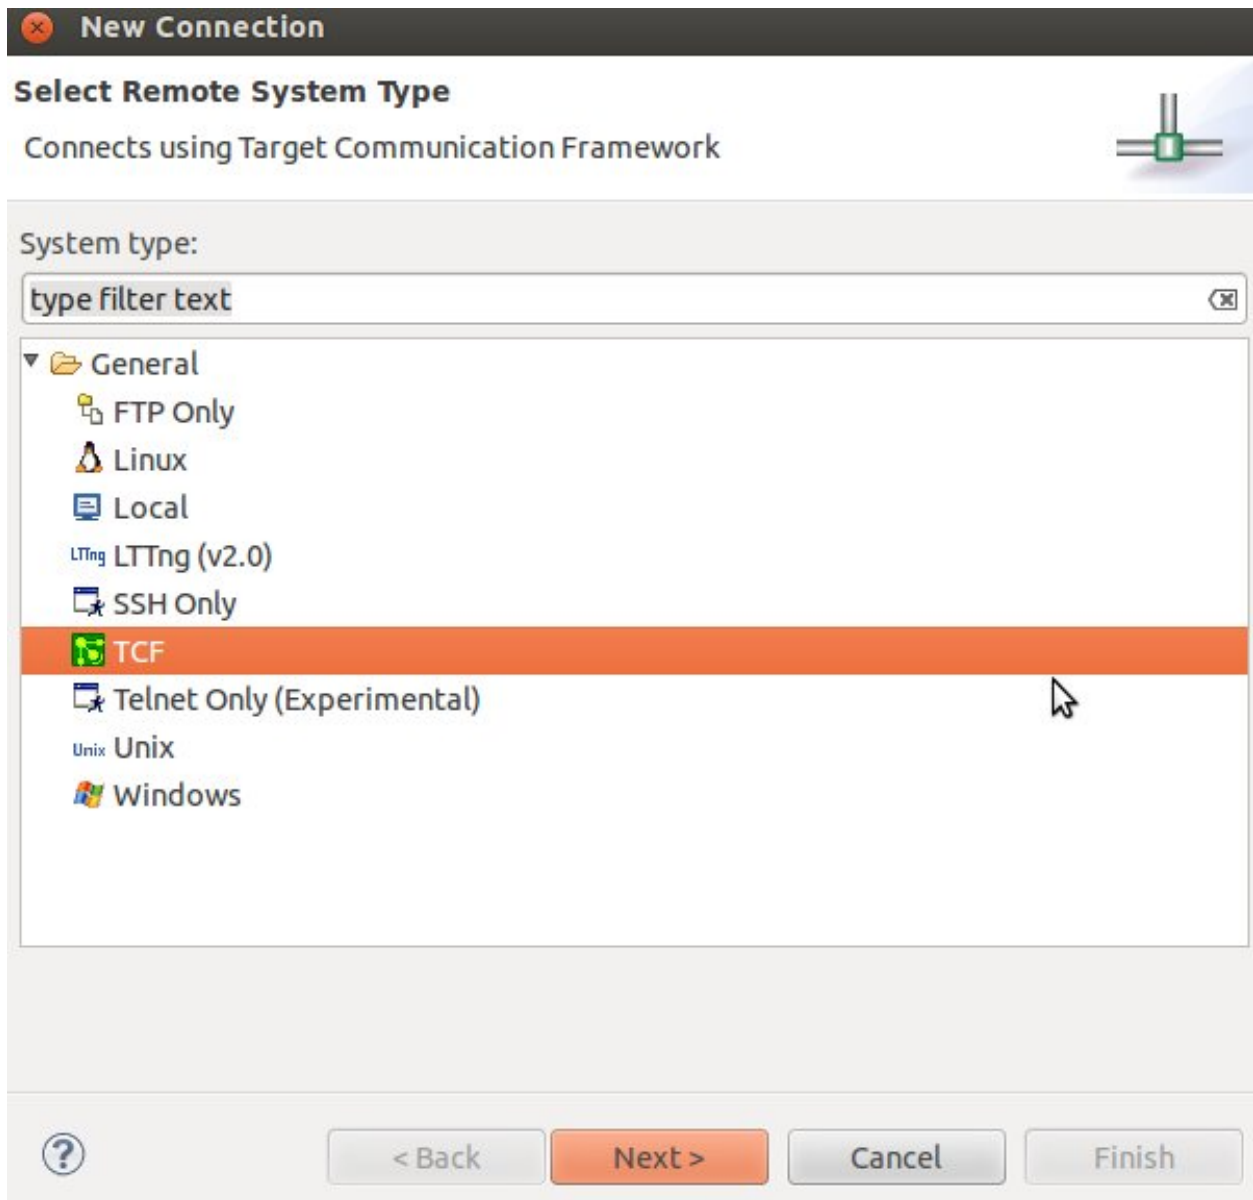 New Connection
Select Remote System Type
Connects using Target Communication Framework
System type:
type filter text
General
FTP Only
Linux
Local
LTTng LTTng (v2.0)
SSH Only
TCF
Telnet Only (Experimental)
Unix Unix
Windows
< Back Next > Cancel Finish